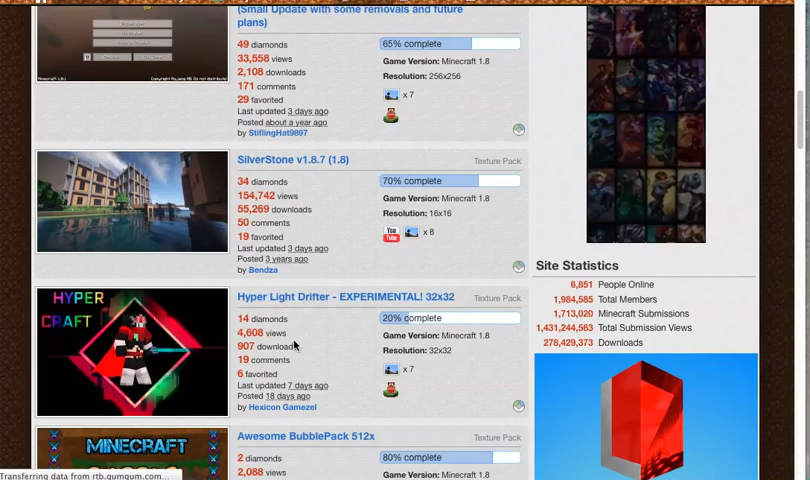 (Small Update with some removals and future
plans)
49 diamonds
33,558 views
2,108 downloads
171 comments
29 favorited
Last updated 3 days ago
Posted about a year ago
by StiflingHat9897
65% complete
Game Version: Minecraft 1.8
Resolution: 256x256
x 7
SilverStone v1.8.7 (1.8)
Texture Pack
34 diamonds
154,742 views
55,269 downloads
50 comments
19 favorited
Last updated 3 days ago
Posted 3 years ago
by Bendza
70% complete
Game Version: Minecraft 1.8
Resolution: 16x16
You Tube
x 8
HYPER
CRAFT
Hyper Light Drifter - EXPERIMENTAL! 32x32
Texture Pack
14 diamonds
4,608 views
907 downloads
19 comments
6 favorited
Last updated 7 days ago
Posted 18 days ago
by Hexicon Gamezel
20% complete
Game Version: Minecraft 1.8
Resolution: 32x32
x 7
MINECRAFT
Awesome BubblePack 512x
Texture Pack
2 diamonds
2,088 views
80% complete
Game Version: Minecraft 1.8
Site Statistics
6,851 People Online
1,984,585 Total Members
1,713,020 Minecraft Submissions
1,431,244,563 Total Submission Views
278,429,373 Downloads
Transferring data from rtb.gumgum.com...